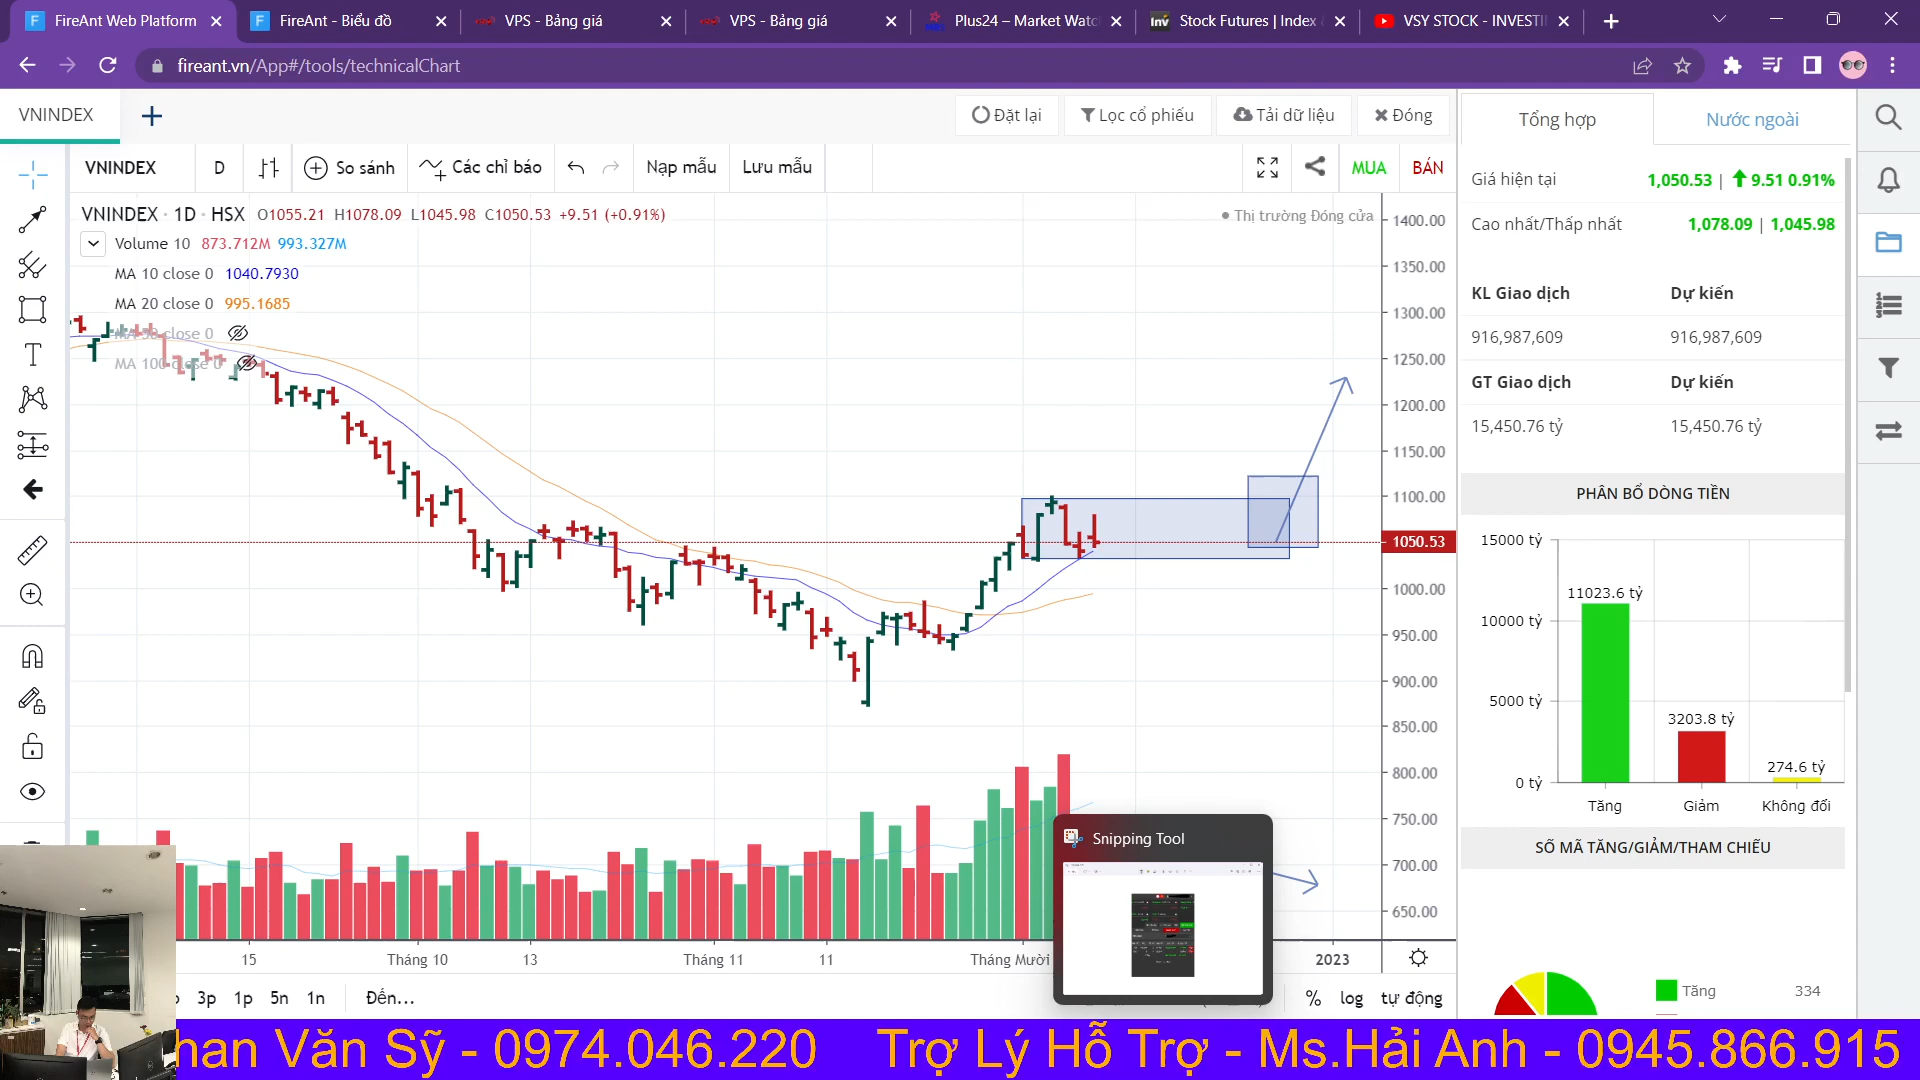 FireAnt Web Platform
FireAnt - Biểu đồ
VPS - Bảng giá
VPS - Bảng giá
Plus24 – Market Watc
Stock Futures | Index
VSY STOCK - INVESTI
fireant.vn/App#/tools/technicalChart
VNINDEX
Đặt lại
Lọc cổ phiếu
Tải dữ liệu
Đóng
VNINDEX
D
So sánh
Các chỉ báo
Nạp mẫu
Lưu mẫu
MUA
BÁN
VNINDEX · 1D · HSX O1055.21 H1078.09 L1045.98 C1050.53 +9.51 (+0.91%)
Thị trường Đóng cửa
Volume 10 873.712M 993.327M
MA 10 close 0 1040.7930
MA 20 close 0 995.1685
MA 50 close 0
MA 100 close 0
1400.00
1350.00
1300.00
1250.00
1200.00
1150.00
1100.00
1050.53
1000.00
950.00
900.00
850.00
800.00
750.00
700.00
650.00
15
Tháng 10
13
Tháng 11
11
Tháng Mười
2023
3p 1p 5n 1n
Đến...
% log tự động
Snipping Tool
Tổng hợp
Nước ngoài
Giá hiện tại 1,050.53 | 9.51 0.91%
Cao nhất/Thấp nhất 1,078.09 | 1,045.98
KL Giao dịch Dự kiến
916,987,609 916,987,609
GT Giao dịch Dự kiến
15,450.76 tỷ 15,450.76 tỷ
PHÂN BỔ DÒNG TIỀN
15000 tỷ
10000 tỷ
5000 tỷ
0 tỷ
11023.6 tỷ
3203.8 tỷ
274.6 tỷ
Tăng Giảm Không đổi
SỐ MÃ TĂNG/GIẢM/THAM CHIẾU
Tăng 334
han Văn Sỹ - 0974.046.220 Trợ Lý Hỗ Trợ - Ms.Hải Anh - 0945.866.915